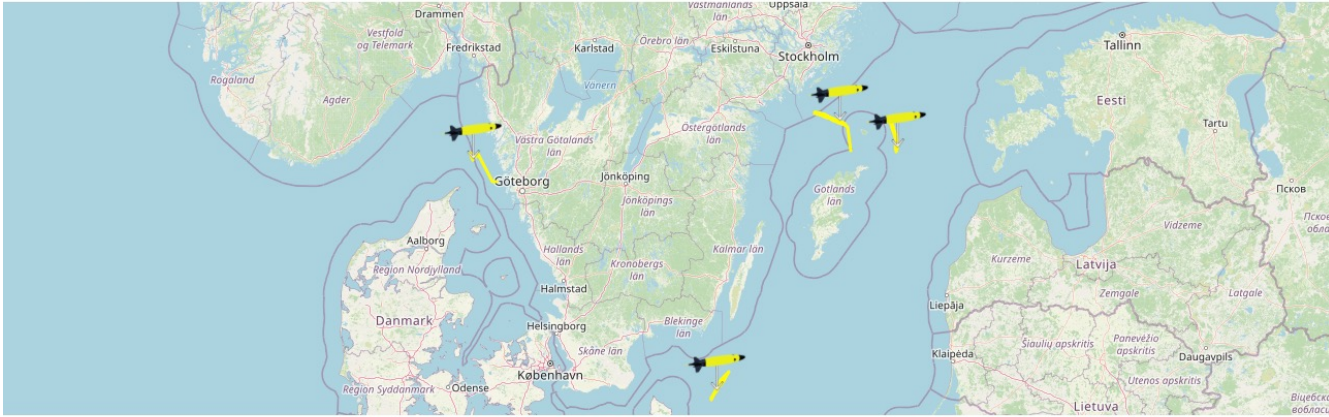 Drammen
Västmanlands
län
Uppsala
Vestfold
og Telemark
Fredrikstad
Karlstad
Örebro län
Eskilstuna
Stockholm
Tallinn
Rogaland
Agder
Vänern
Eesti
Västra Götalands
län
Östergötlands
län
Tartu
Göteborg
Jönköping
Gotlands
län
Псков
Jönköpings
län
Vidzeme
Aalborg
Region Nordjylland
Hallands
län
Kronobergs
län
Kalmar län
Kurzeme
Latvija
Halmstad
Zemgale
Latgale
Liepāja
Danmark
Helsingborg
Blekinge
län
Skåne län
Klaipėda
Šiaulių apskritis
Panevėžio
apskritis
Daugavpils
København
Region Syddanmark
Odense
Utenos apskritis
Lietuva